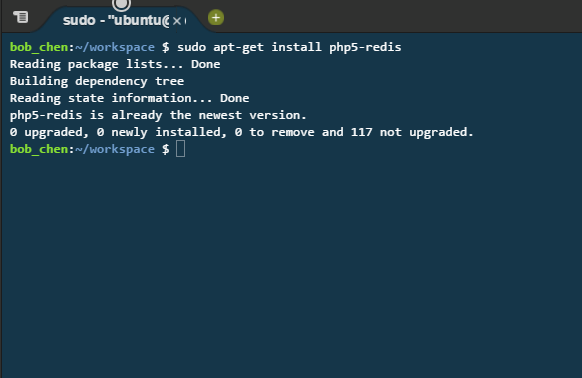 sudo - "ubuntu@
bob_chen:~/workspace $ sudo apt-get install php5-redis
Reading package lists... Done
Building dependency tree
Reading state information... Done
php5-redis is already the newest version.
0 upgraded, 0 newly installed, 0 to remove and 117 not upgraded.
bob_chen:~/workspace $